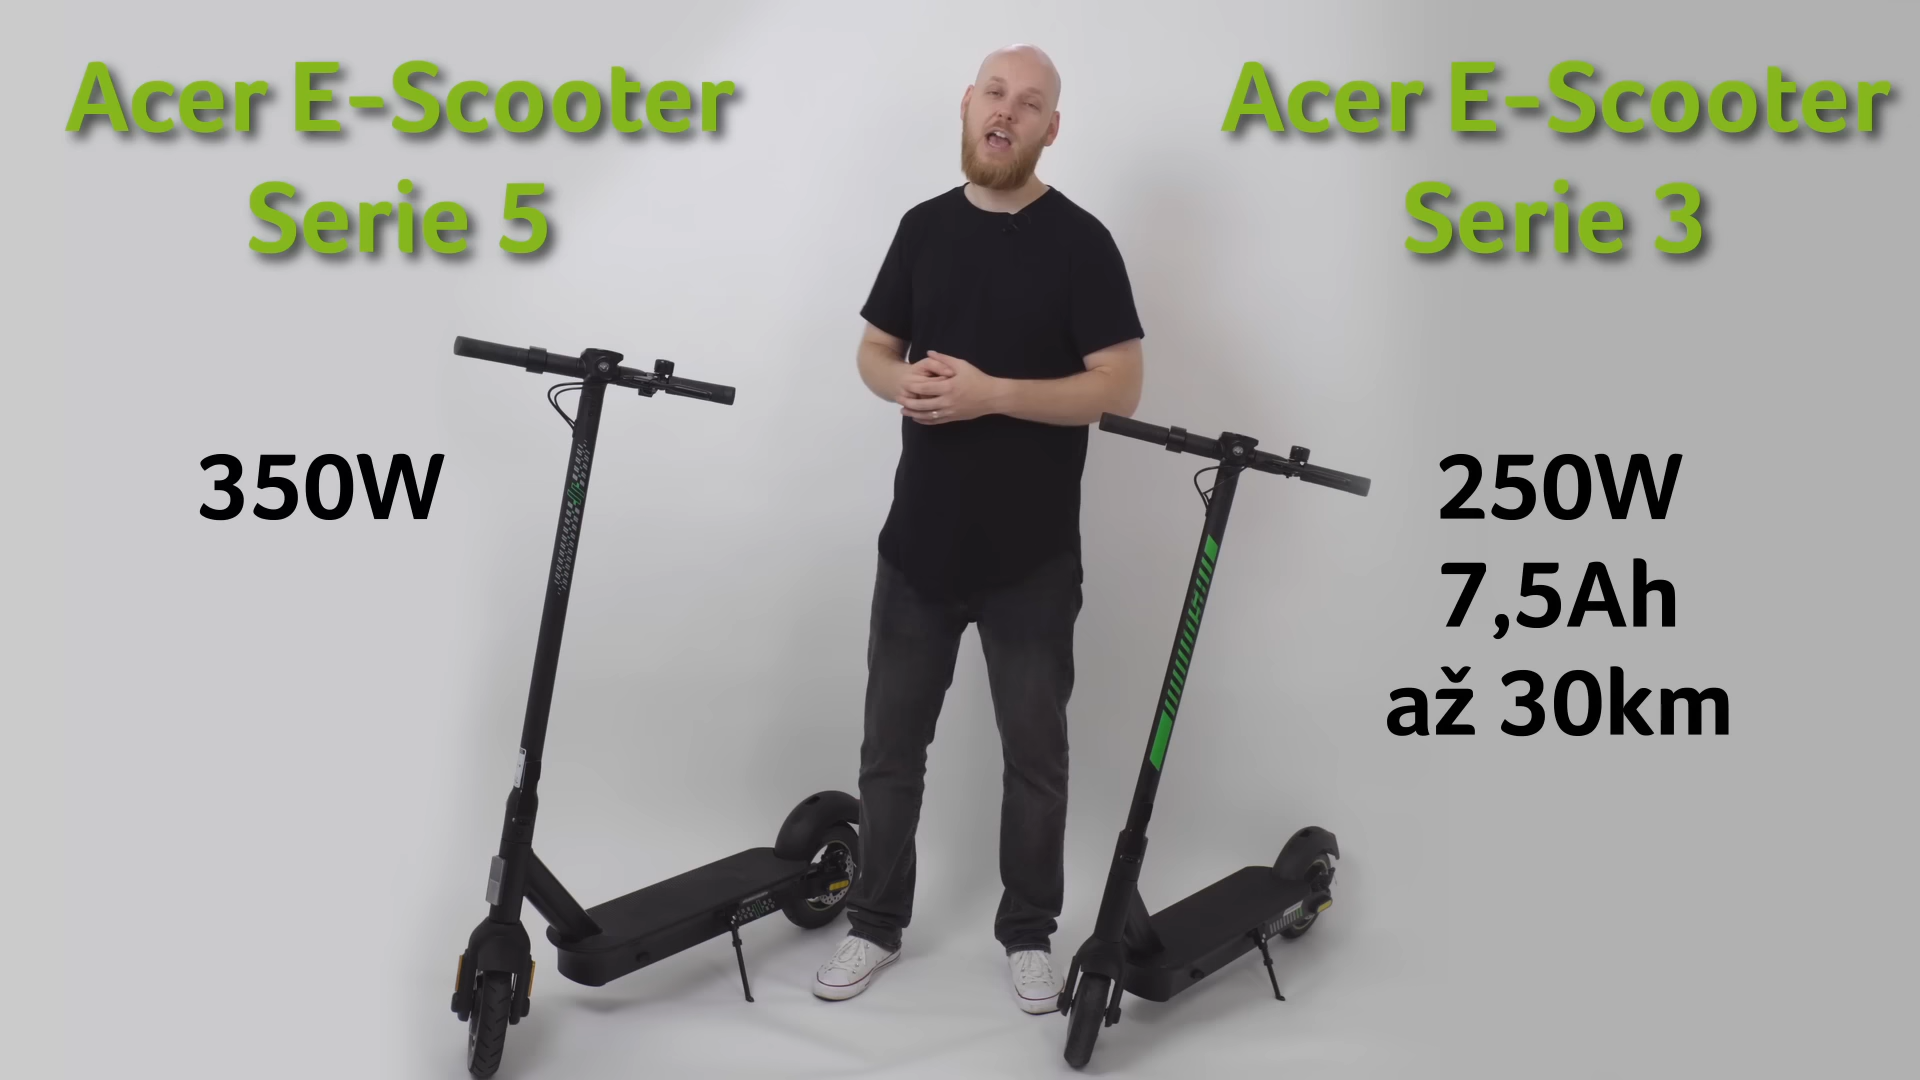 Acer E-Scooter
Serie 5
350W
Acer E-Scooter
Serie 3
250W
7,5Ah
až 30km